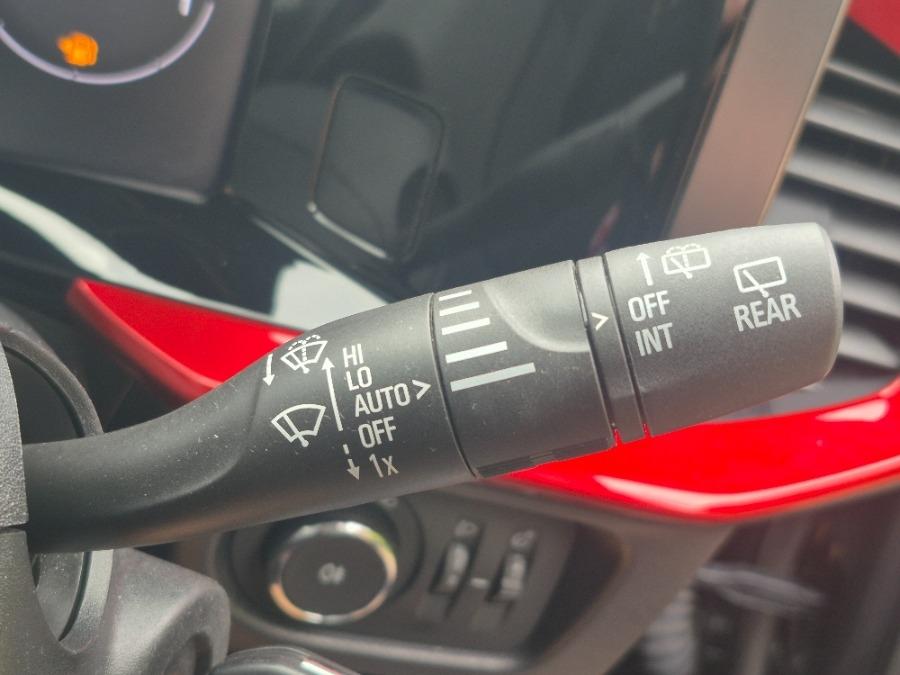 HI
LO
AUTO >
OFF
1x
>
OFF
INT
REAR